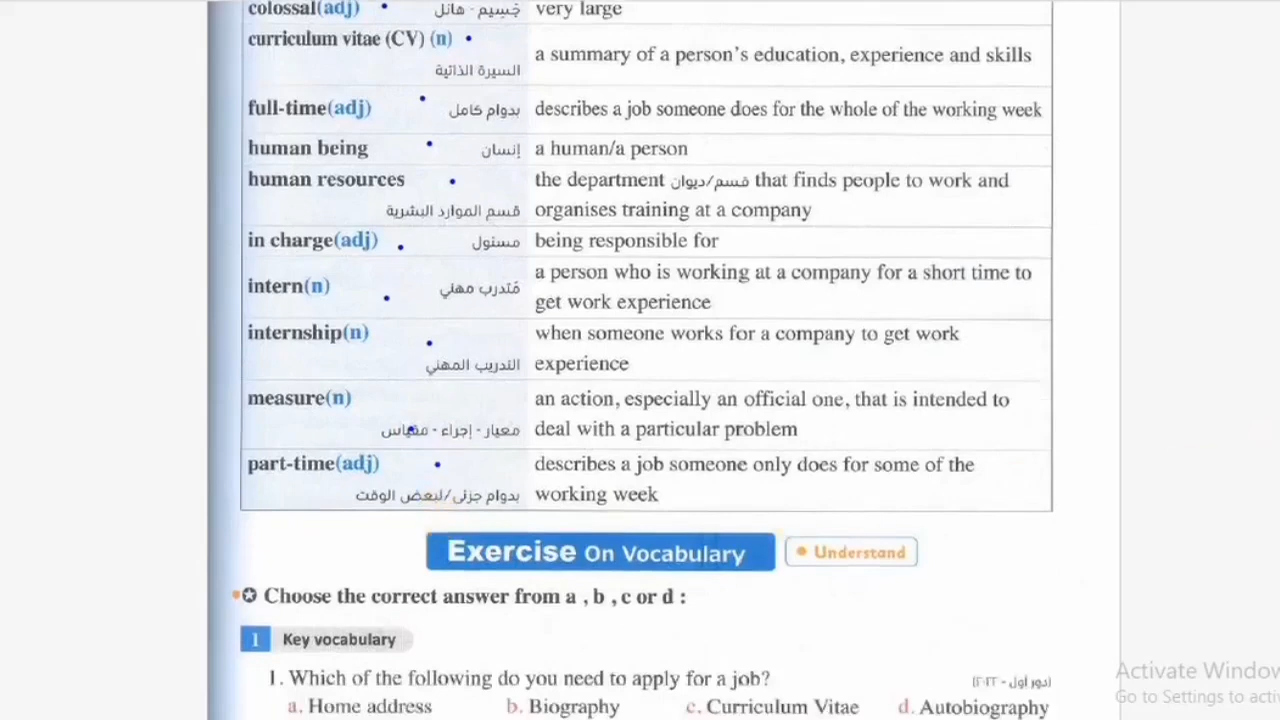 colossal(adj) جَسِيم - هائل very large
curriculum vitae (CV) (n)
السيرة الذاتية
a summary of a person's education, experience and skills
full-time(adj) بدوام كامل describes a job someone does for the whole of the working week
human being إنسان a human/a person
human resources
قسم الموارد البشرية
the department قسم/ديوان that finds people to work and
organises training at a company
in charge(adj) مسئول being responsible for
intern(n) مُتدرب مهني
a person who is working at a company for a short time to
get work experience
internship(n)
التدريب المهني
when someone works for a company to get work
experience
measure(n)
معيار - إجراء - مقياس
an action, especially an official one, that is intended to
deal with a particular problem
part-time(adj)
بدوام جزئى/لبعض الوقت
describes a job someone only does for some of the
working week
Exercise On Vocabulary
Understand
Choose the correct answer from a , b , c or d :
1 Key vocabulary
1. Which of the following do you need to apply for a job?
(دور أول - ٢٠٢٢)
a. Home address b. Biography c. Curriculum Vitae d. Autobiography
Activate Window
Go to Settings to activ